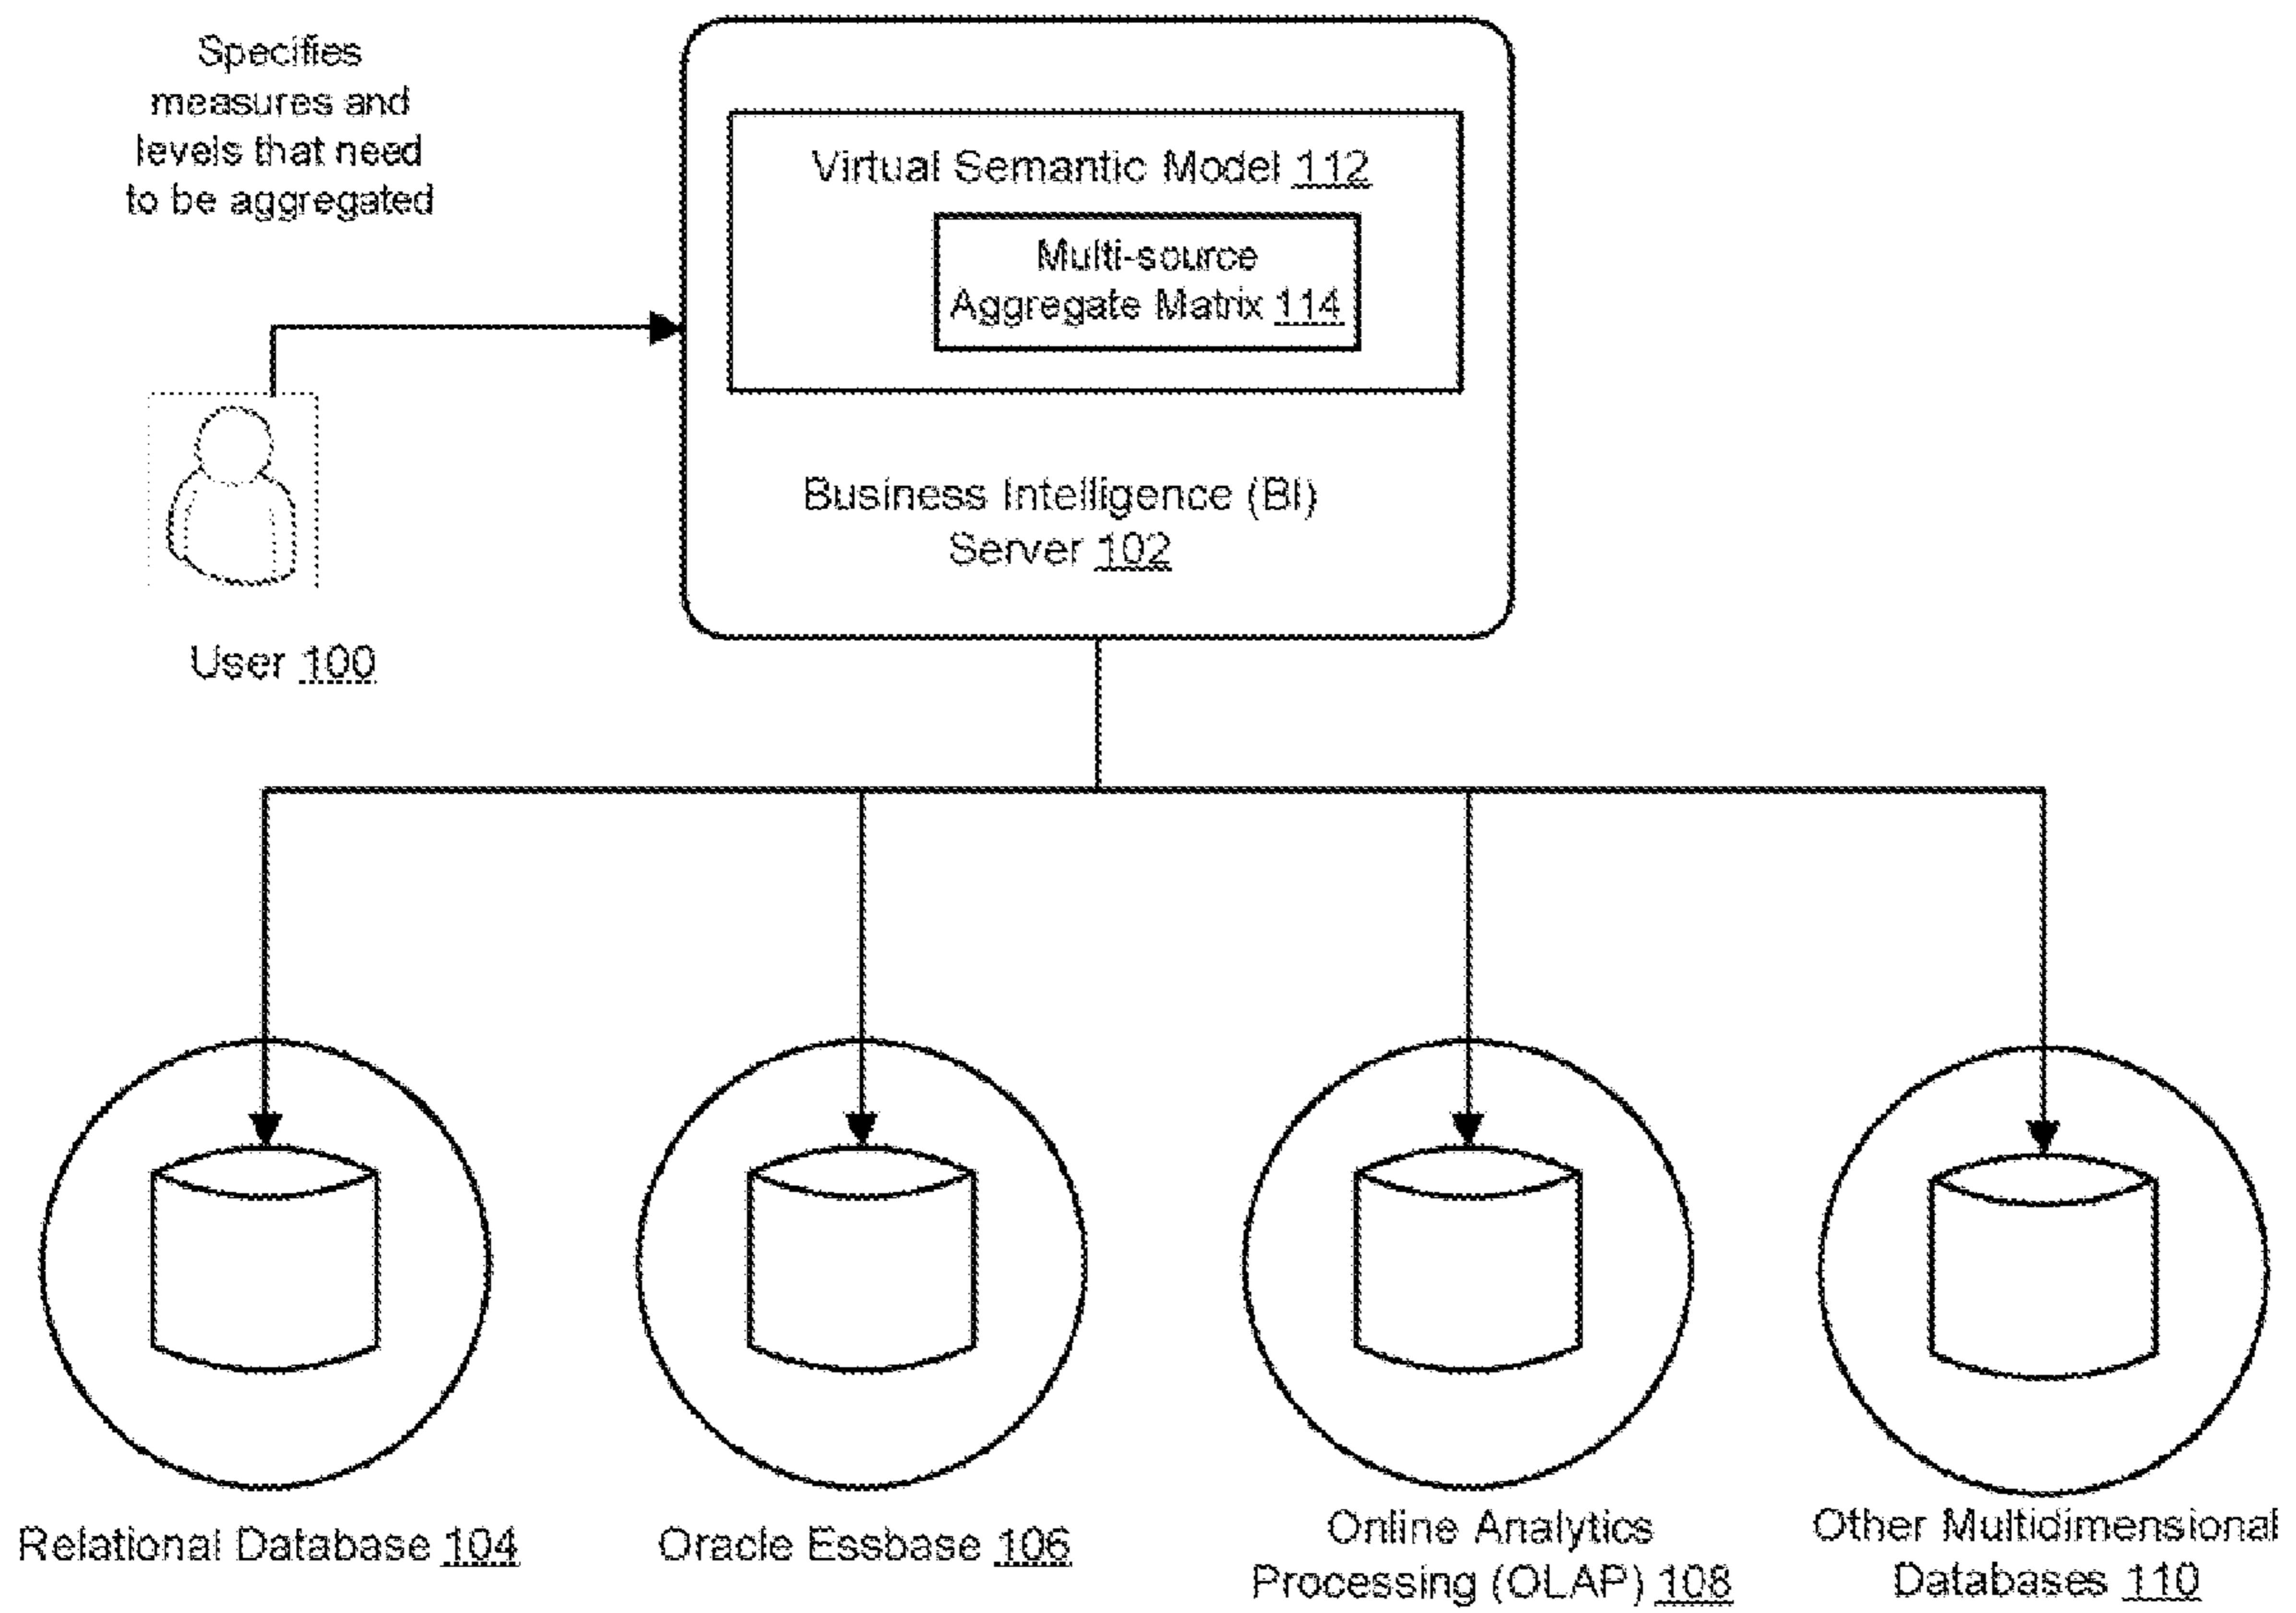 Specifies
measures and
levels that need
to be aggregated
Virtual Semantic Model 112
Multi-source
Aggregate Matrix 114
Business Intelligence (BI)
Server 102
User 100
Relational Database 104
Oracle Essbase 106
Online Analytics
Processing (OLAP) 108
Other Multidimensional
Databases 110